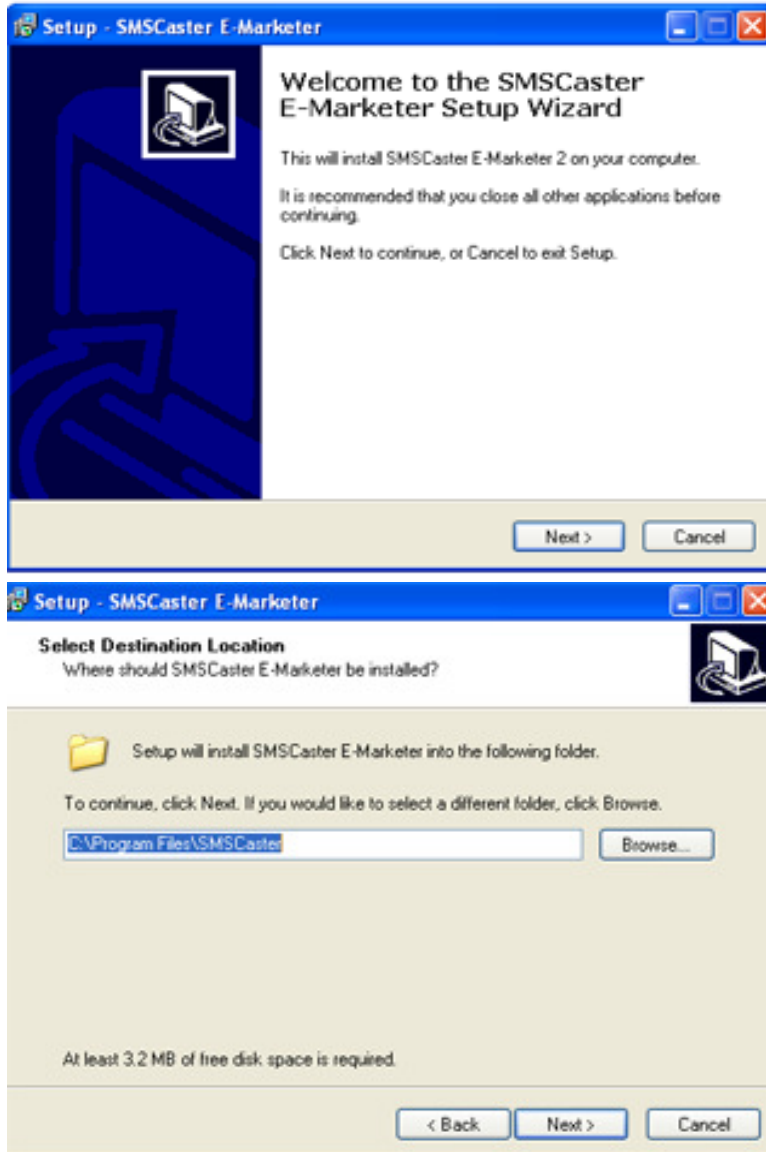 Setup - SMSCaster E-Marketer
Welcome to the SMSCaster
E-Marketer Setup Wizard
This will install SMSCaster E-Marketer 2 on your computer.
It is recommended that you close all other applications before
continuing.
Click Next to continue, or Cancel to exit Setup.
Next >
Cancel
Setup - SMSCaster E-Marketer
Select Destination Location
Where should SMSCaster E-Marketer be installed?
Setup will install SMSCaster E-Marketer into the following folder.
To continue, click Next. If you would like to select a different folder, click Browse.
C:\Program Files\SMSCaster
Browse...
At least 3.2 MB of free disk space is required.
< Back
Next >
Cancel